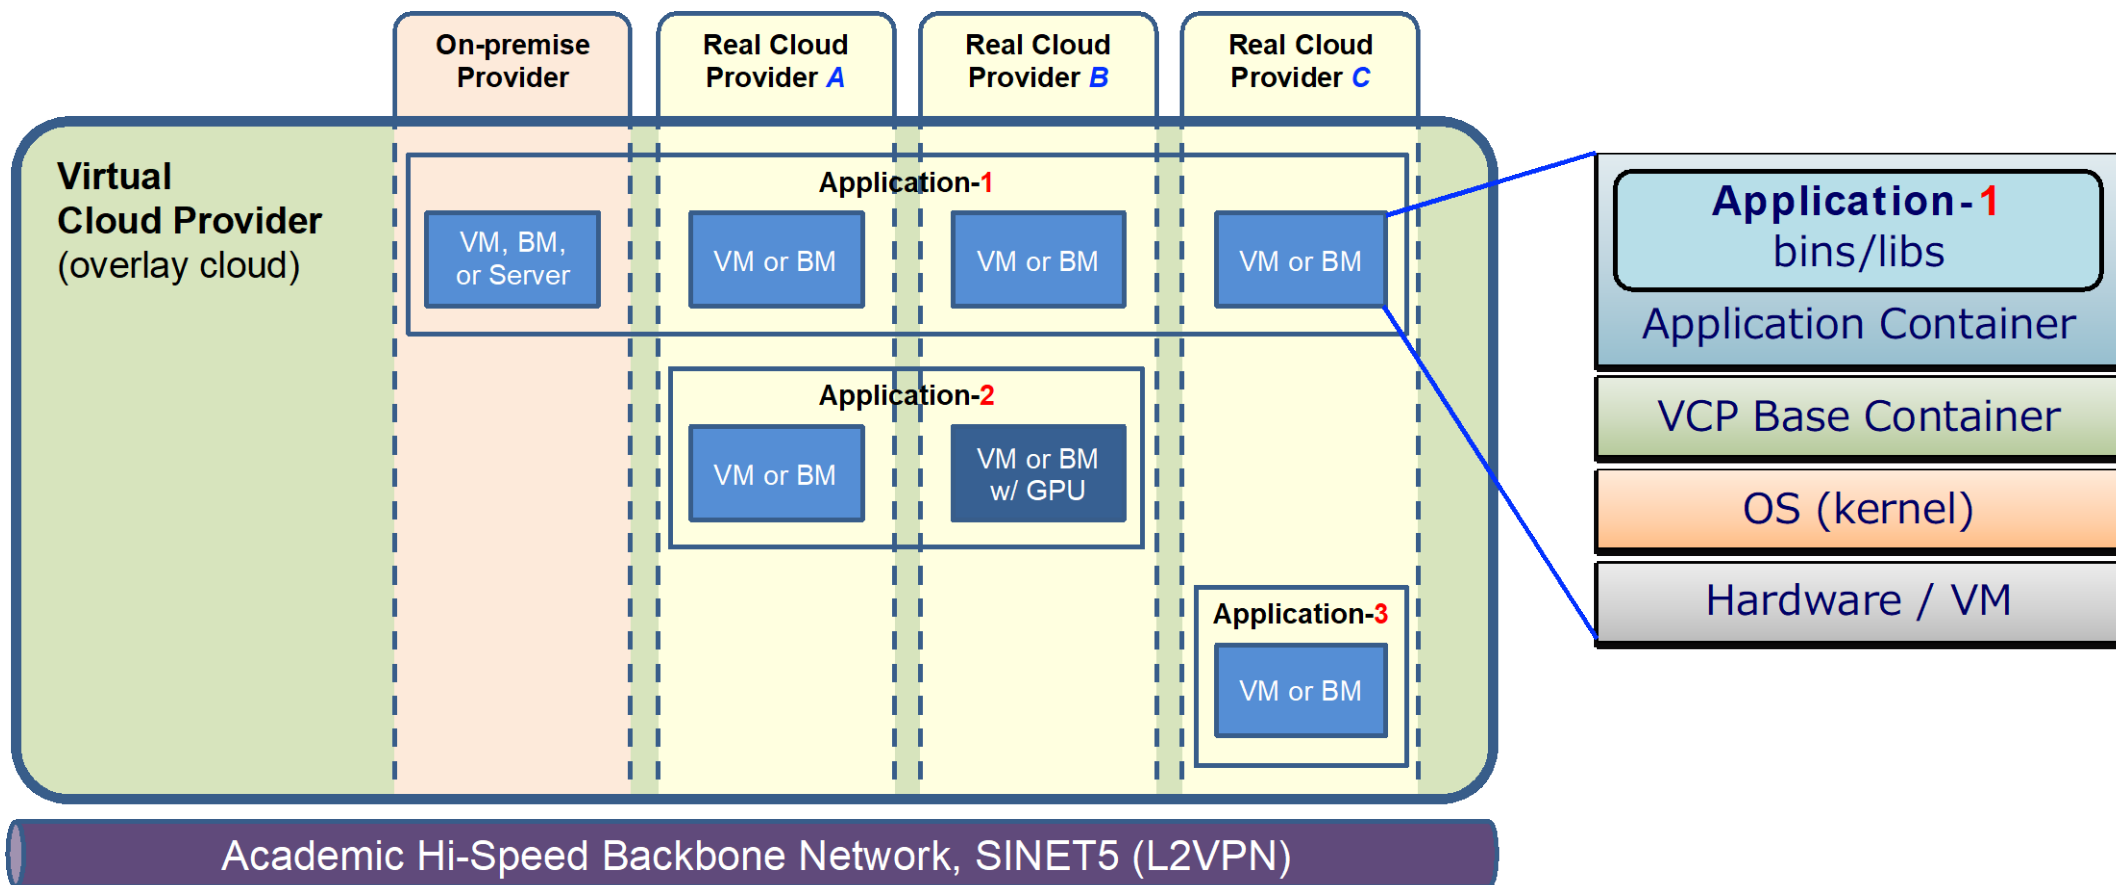 On-premise
Provider
Real Cloud
Provider A
Real Cloud
Provider B
Real Cloud
Provider C
Virtual
Cloud Provider
(overlay cloud)
Application-1
VM, BM,
or Server
VM or BM
VM or BM
VM or BM
Application-2
VM or BM
VM or BM
w/ GPU
Application-3
VM or BM
Application-1
bins/libs
Application Container
VCP Base Container
OS (kernel)
Hardware / VM
Academic Hi-Speed Backbone Network, SINET5 (L2VPN)